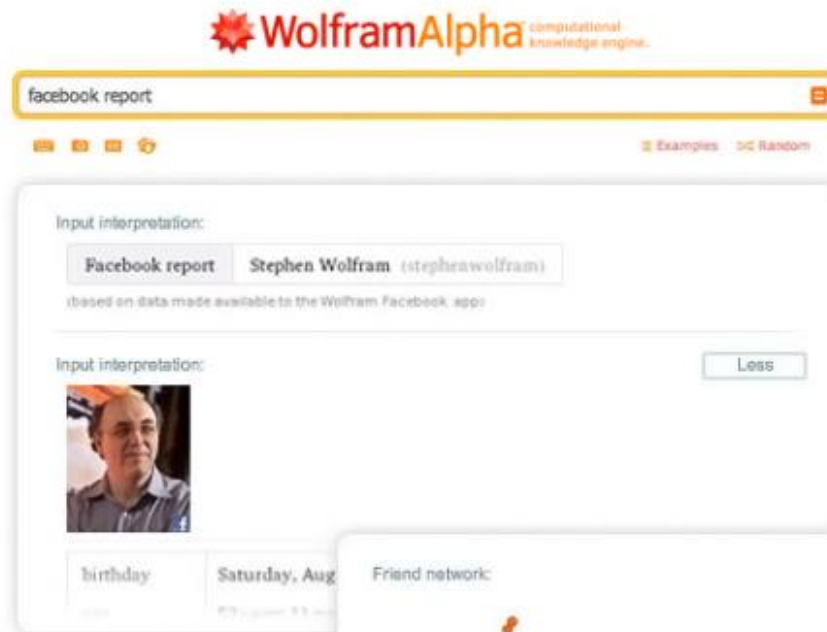 WolframAlpha computational
knowledge engine.
facebook report
Examples Random
Input interpretation:
Facebook report Stephen Wolfram (stephenwolfram)
(based on data made available to the Wolfram Facebook app)
Input interpretation:
Less
birthday Saturday, Aug
Friend network: